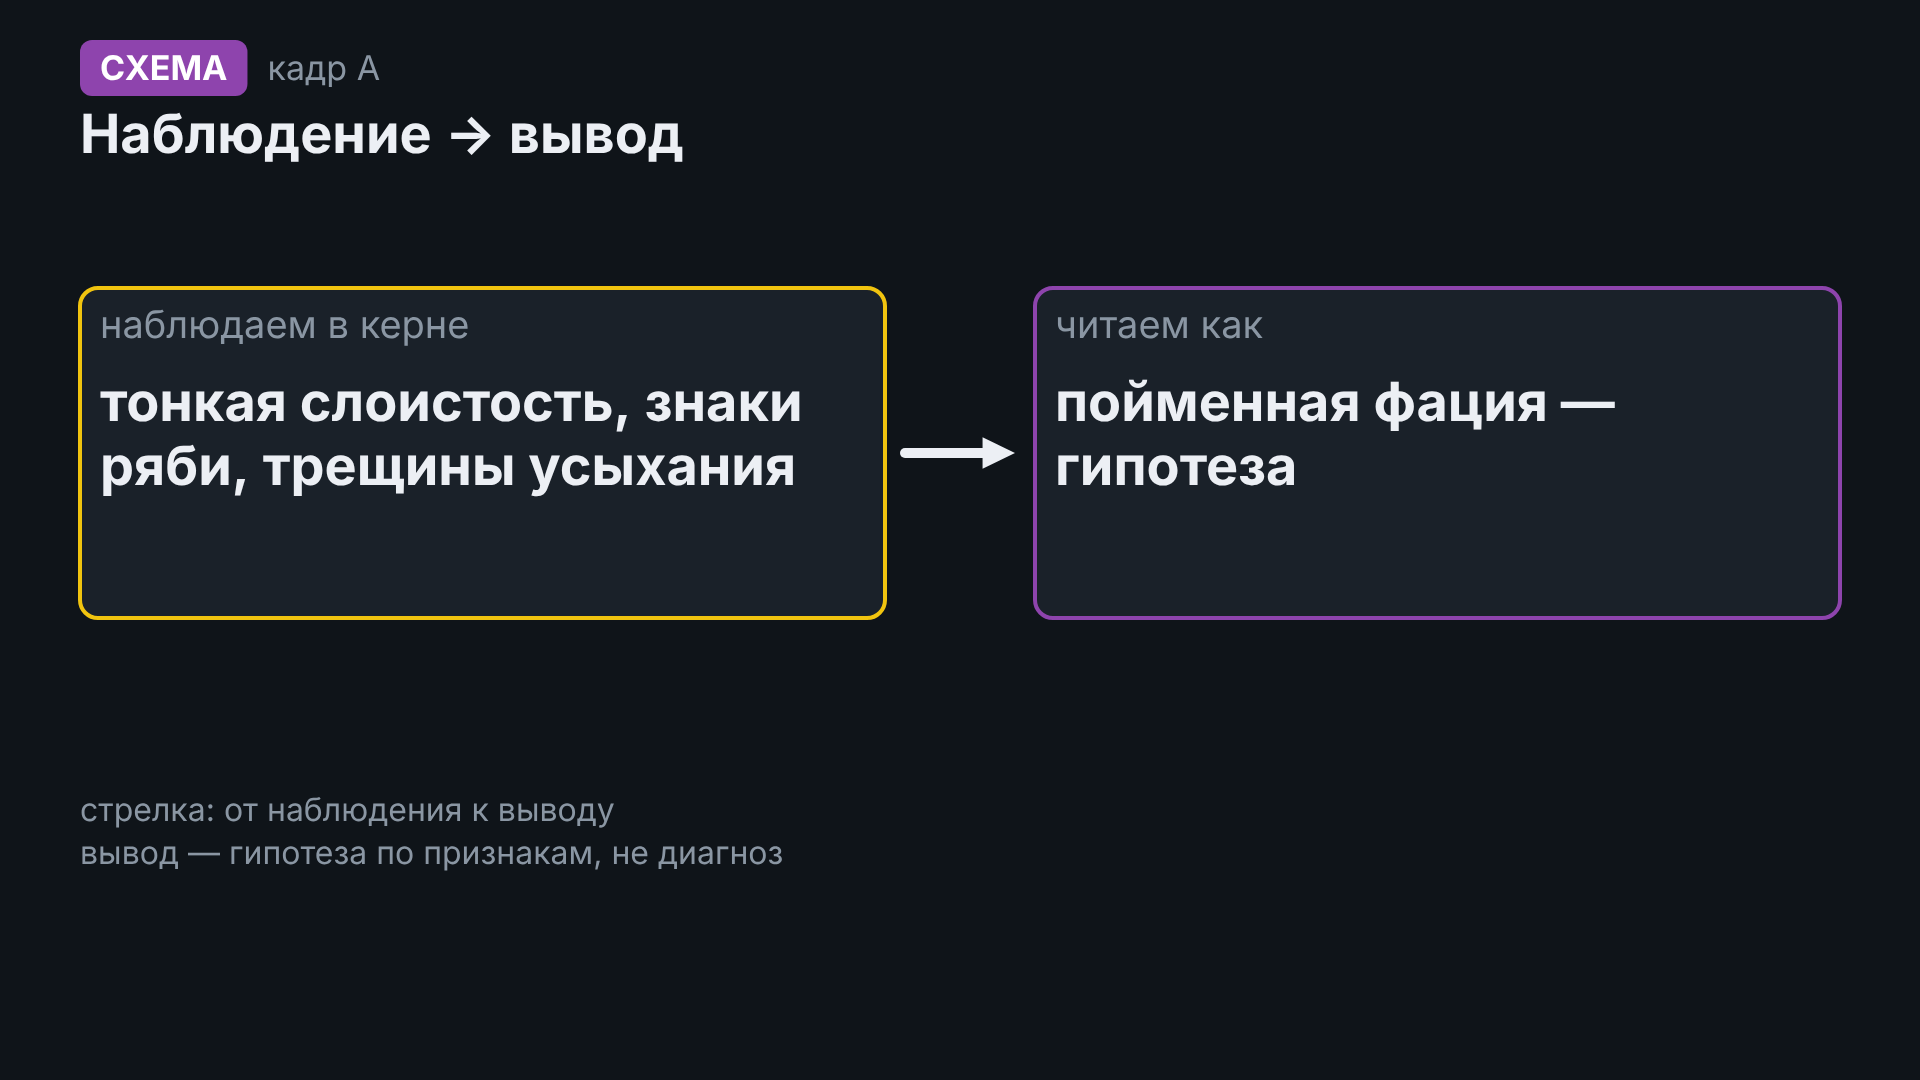 СХЕМА кадр А
Наблюдение → вывод
наблюдаем в керне
тонкая слоистость, знаки
ряби, трещины усыхания
читаем как
пойменная фация —
гипотеза
стрелка: от наблюдения к выводу
вывод — гипотеза по признакам, не диагноз